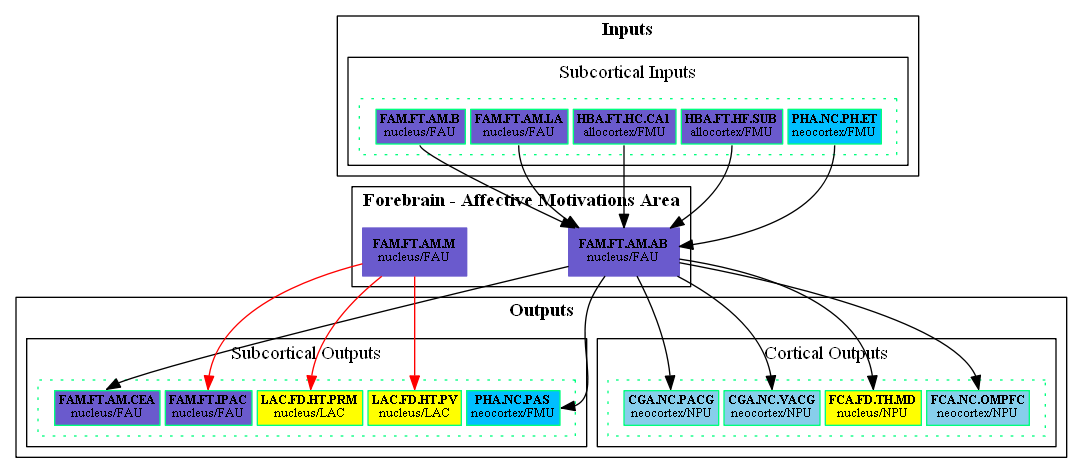 Inputs
Subcortical Inputs
FAM.FT.AM.B
nucleus/FAU
FAM.FT.AM.LA
nucleus/FAU
HBA.FT.HC.CA1
allocortex/FMU
HBA.FT.HF.SUB
allocortex/FMU
PHA.NC.PH.ET
neocortex/FMU
Forebrain - Affective Motivations Area
FAM.FT.AM.M
nucleus/FAU
FAM.FT.AM.AB
nucleus/FAU
Outputs
Subcortical Outputs
FAM.FT.AM.CEA
nucleus/FAU
FAM.FT.IPAC
nucleus/FAU
LAC.FD.HT.PRM
nucleus/LAC
LAC.FD.HT.PV
nucleus/LAC
PHA.NC.PAS
neocortex/FMU
Cortical Outputs
CGA.NC.PACG
neocortex/NPU
CGA.NC.VACG
neocortex/NPU
FCA.FD.TH.MD
nucleus/NPU
FCA.NC.OMPFC
neocortex/NPU